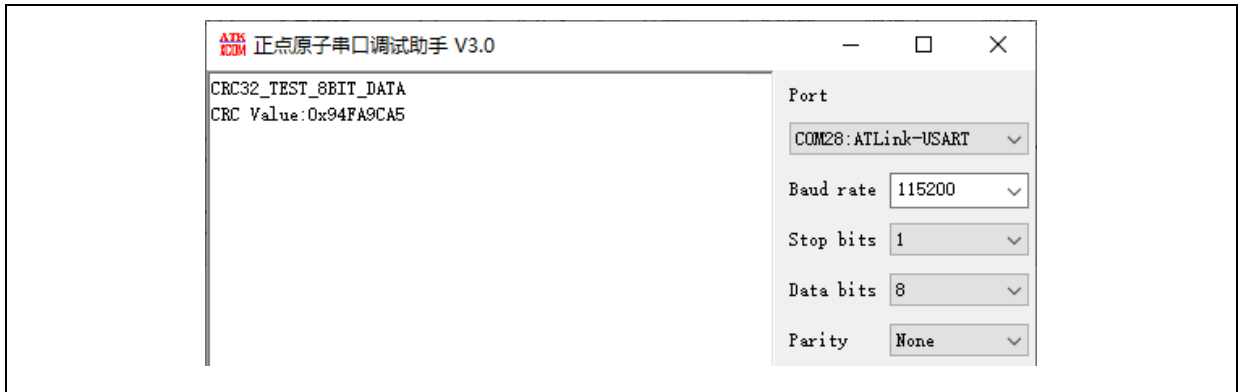 ATK
XCOM 正点原子串口调试助手 V3.0
CRC32_TEST_8BIT_DATA
CRC Value:0x94FA9CA5
Port
COM28:ATLink-USART
Baud rate 115200
Stop bits 1
Data bits 8
Parity None